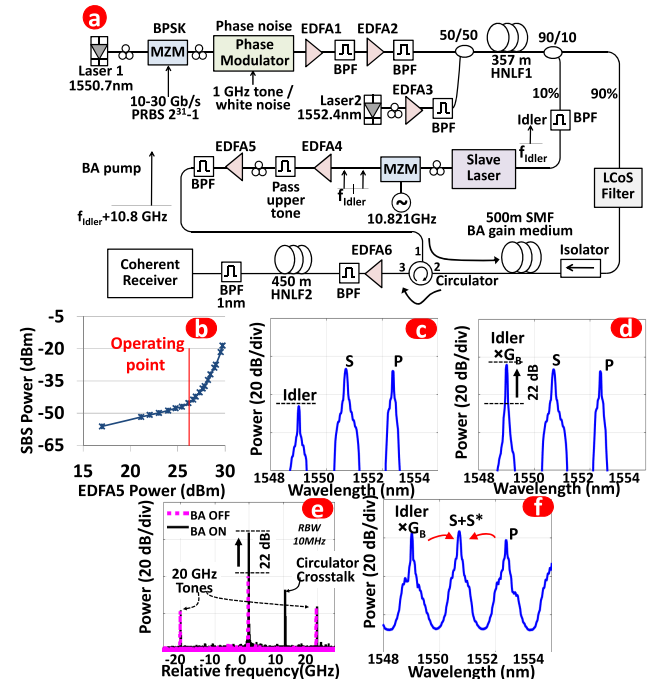 a
BPSK
Phase noise
EDFA1
EDFA2
50/50
90/10
MZM
Phase
Modulator
BPF
BPF
357 m
HNLF1
Laser 1
1550.7nm
10-30 Gb/s
PRBS 2³¹-1
1 GHz tone /
white noise
EDFA3
Laser2
1552.4nm
BPF
10%
90%
Idler
BPF
f_Idler
BA pump
EDFA5
EDFA4
BPF
Pass
upper
tone
f_Idler
MZM
Slave
Laser
LCoS
Filter
10.821GHz
f_Idler+10.8 GHz
500m SMF
BA gain medium
Coherent
Receiver
BPF
1nm
450 m
HNLF2
BPF
EDFA6
1
3
2
Circulator
Isolator
b
SBS Power (dBm)
-5
-25
-35
-50
-65
Operating
point
15
20
25
30
EDFA5 Power (dBm)
c
Power (20 dB/div)
Idler
S
P
1548
1550
1552
1554
Wavelength (nm)
d
Power (20 dB/div)
Idler
×G_B
22 dB
S
P
1548
1550
1552
1554
Wavelength (nm)
e
Power (20 dB/div)
BA OFF
BA ON
22 dB
RBW
10MHz
20 GHz
Tones
Circulator
Crosstalk
-20
-10
0
10
20
Relative frequency(GHz)
f
Power (20 dB/div)
Idler
×G_B
S+S*
P
1548
1550
1552
1554
Wavelength (nm)